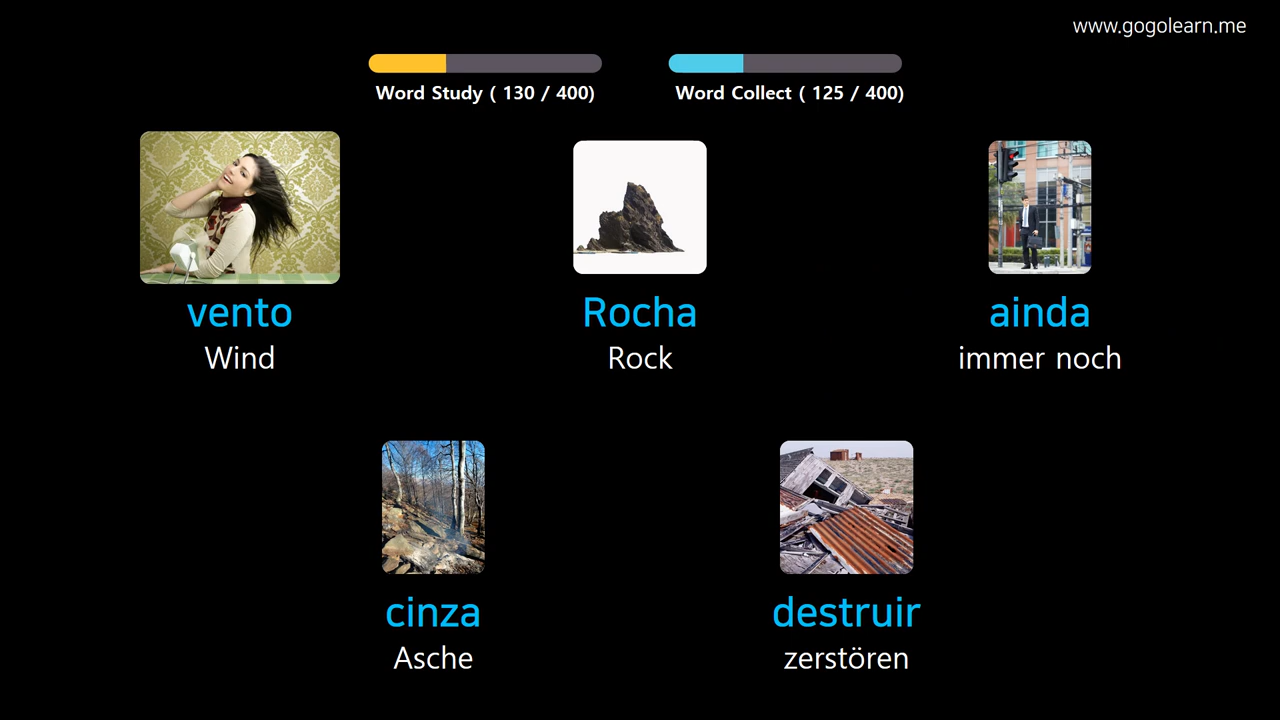 www.gogolearn.me
Word Study ( 130 / 400)
Word Collect ( 125 / 400)
vento
Wind
Rocha
Rock
ainda
immer noch
cinza
Asche
destruir
zerstören